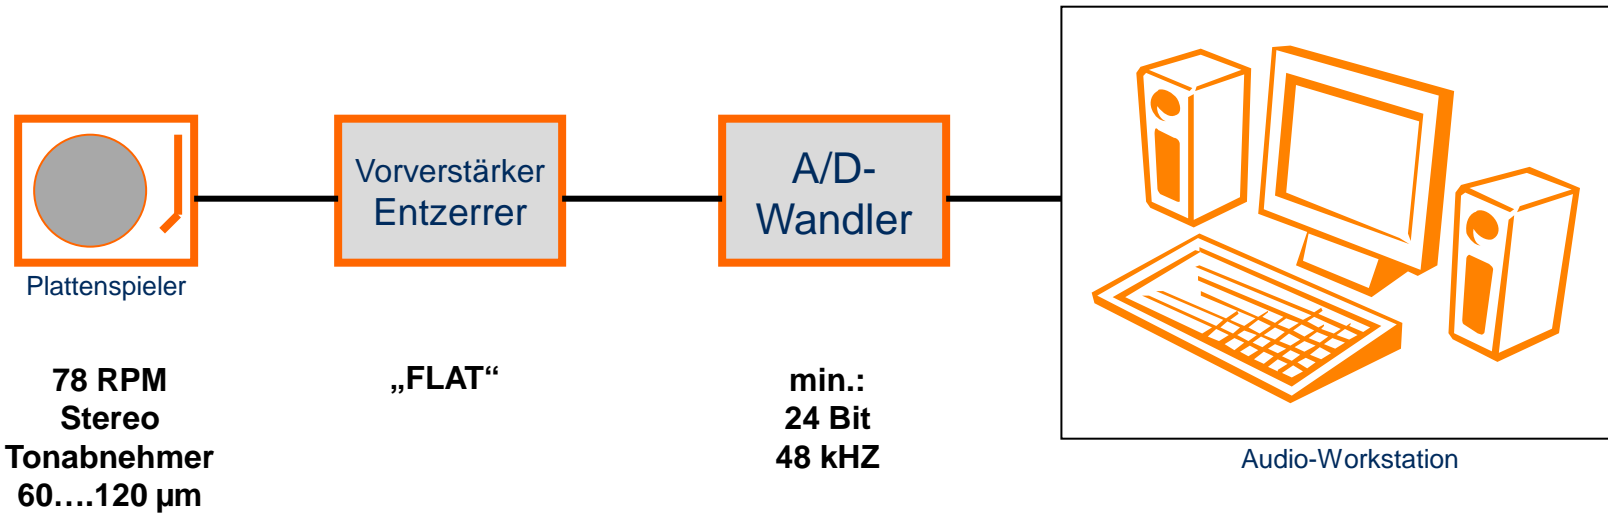 Plattenspieler
Vorverstärker
Entzerrer
A/D-
Wandler
Audio-Workstation
78 RPM
Stereo
Tonabnehmer
60....120 µm
„FLAT“
min.:
24 Bit
48 kHZ